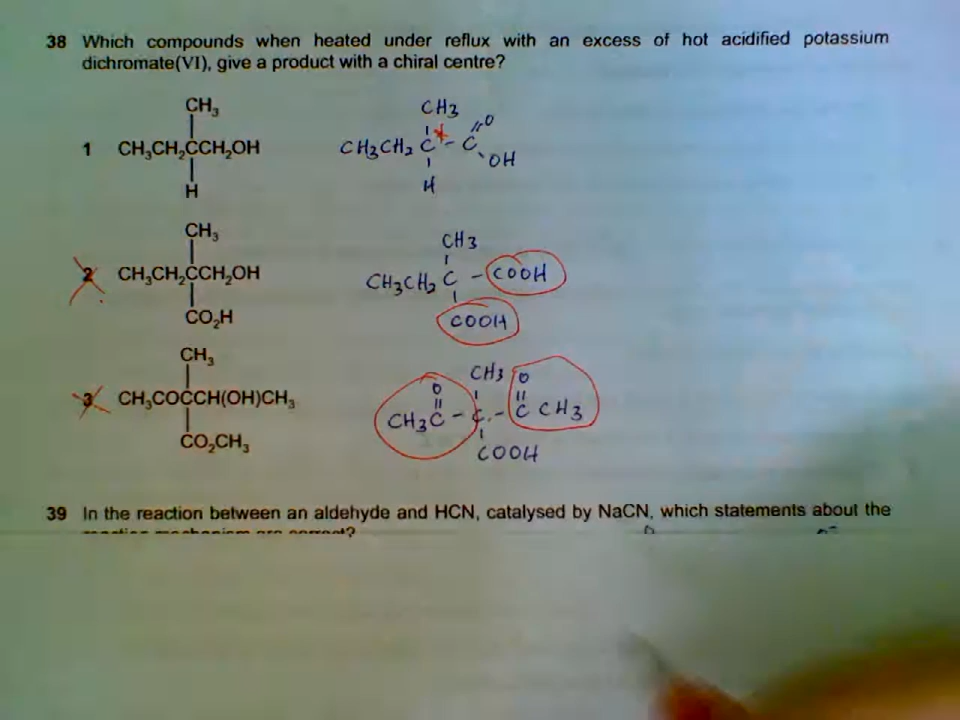 38 Which compounds when heated under reflux with an excess of hot acidified potassium
dichromate(VI), give a product with a chiral centre?
CH₃
1 CH₃CH₂CCH₂OH
H
CH3
CH3CH2 C - C O
OH
H
CH₃
2 CH₃CH₂CCH₂OH
CO₂H
CH3
CH3CH2 C - COOH
COOH
CH₃
3 CH₃COCCH(OH)CH₃
CO₂CH₃
CH3
O O
CH3C - C - C CH3
COOH
39 In the reaction between an aldehyde and HCN, catalysed by NaCN, which statements about the